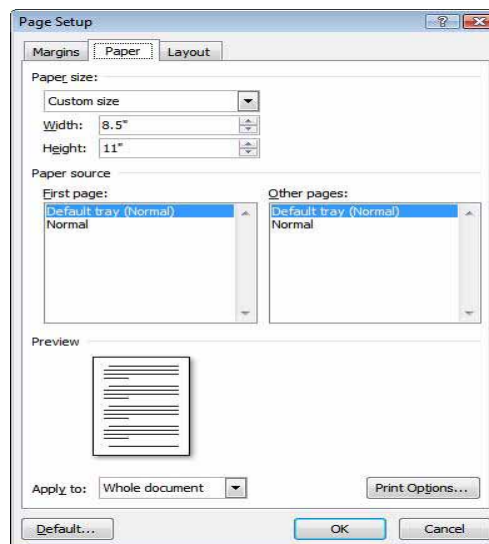 Page Setup
Margins Paper Layout
Paper size:
Custom size
Width: 8.5"
Height: 11"
Paper source
First page: Other pages:
Default tray (Normal) Default tray (Normal)
Normal Normal
Preview
Apply to: Whole document Print Options...
Default... OK Cancel